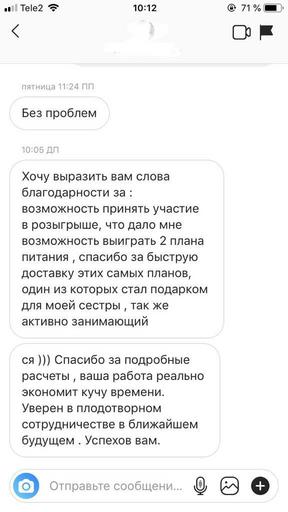 Tele2
10:12
71 %
пятница 11:24 ПП
Без проблем
10:05 ДП
Хочу выразить вам слова
благодарности за :
возможность принять участие
в розыгрыше, что дало мне
возможность выиграть 2 плана
питания , спасибо за быструю
доставку этих самых планов,
один из которых стал подарком
для моей сестры , так же
активно занимающий
ся ))) Спасибо за подробные
расчеты , ваша работа реально
экономит кучу времени.
Уверен в плодотворном
сотрудничестве в ближайшем
будущем . Успехов вам.
Отправьте сообщени...